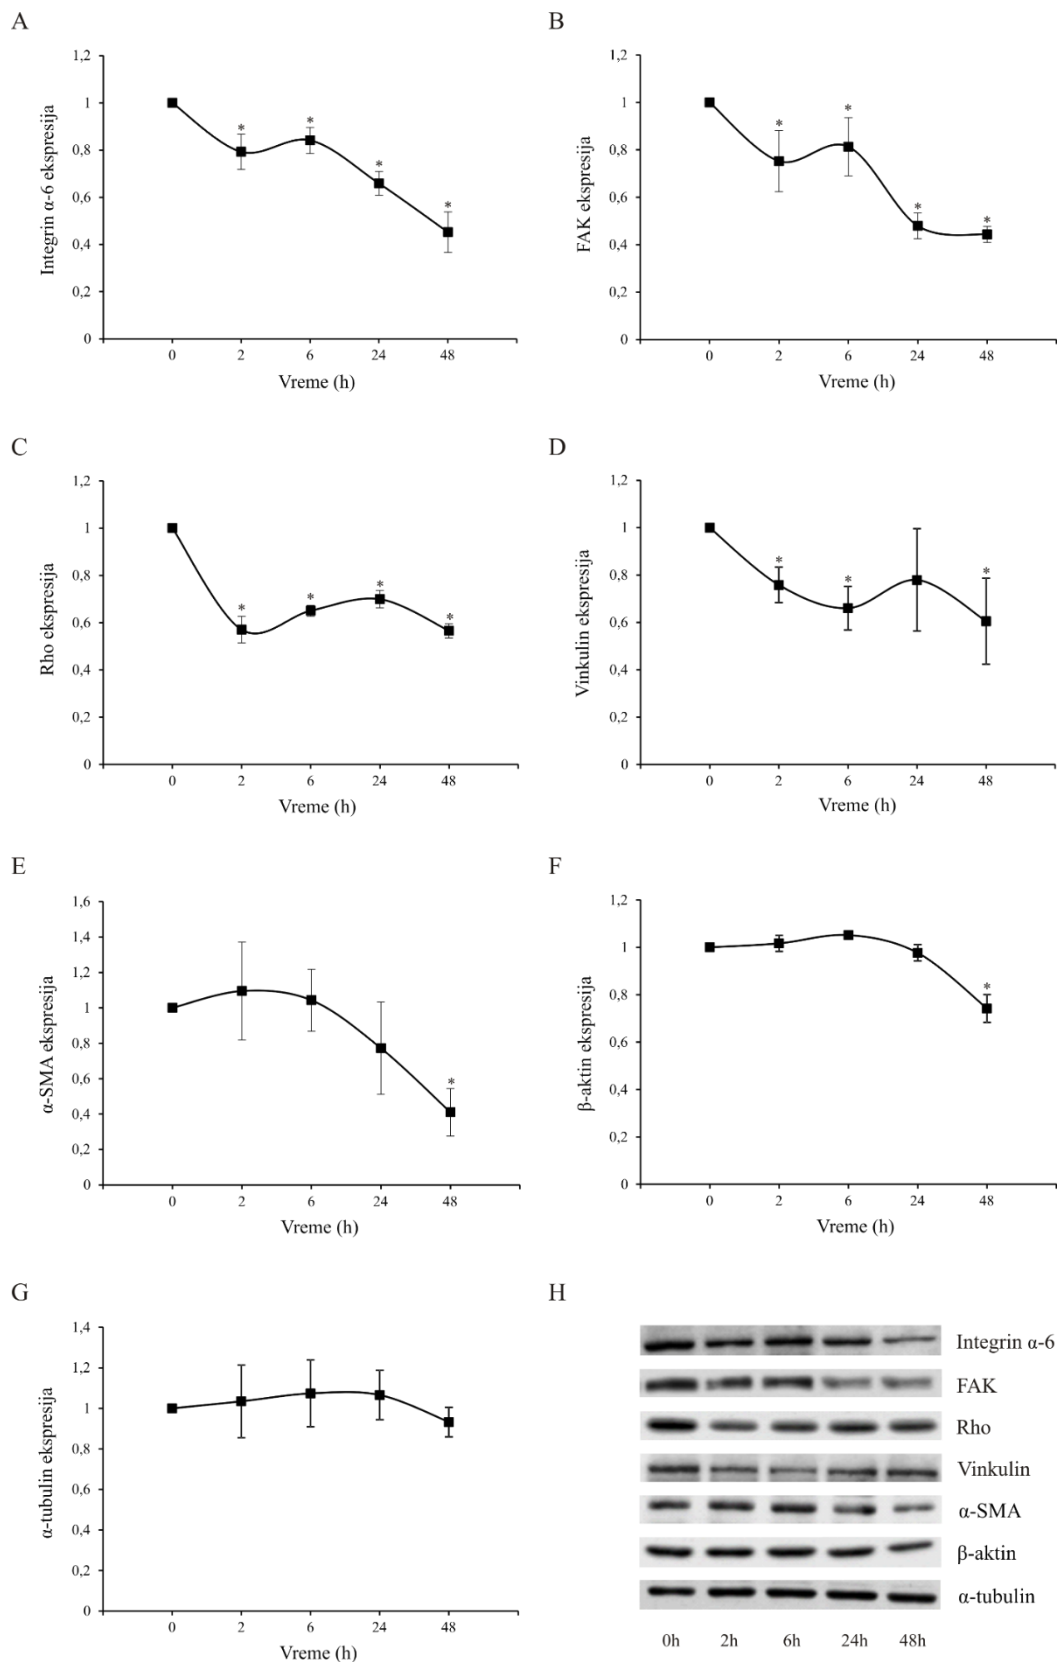 A
1,2
1
0,8
0,6
0,4
0,2
0
Integrin α-6 ekspresija
* * * *
0 2 6 24 48
Vreme (h)
B
1,2
1
0,8
0,6
0,4
0,2
0
FAK ekspresija
* * * *
0 2 6 24 48
Vreme (h)
C
1,2
1
0,8
0,6
0,4
0,2
0
Rho ekspresija
* * * *
0 2 6 24 48
Vreme (h)
D
1,2
1
0,8
0,6
0,4
0,2
0
Vinkulin ekspresija
* * *
0 2 6 24 48
Vreme (h)
E
1,6
1,4
1,2
1
0,8
0,6
0,4
0,2
0
α-SMA ekspresija
*
0 2 6 24 48
Vreme (h)
F
1,2
1
0,8
0,6
0,4
0,2
0
β-aktin ekspresija
*
0 2 6 24 48
Vreme (h)
G
1,4
1,2
1
0,8
0,6
0,4
0,2
0
α-tubulin ekspresija
0 2 6 24 48
Vreme (h)
H
Integrin α-6
FAK
Rho
Vinkulin
α-SMA
β-aktin
α-tubulin
0h 2h 6h 24h 48h